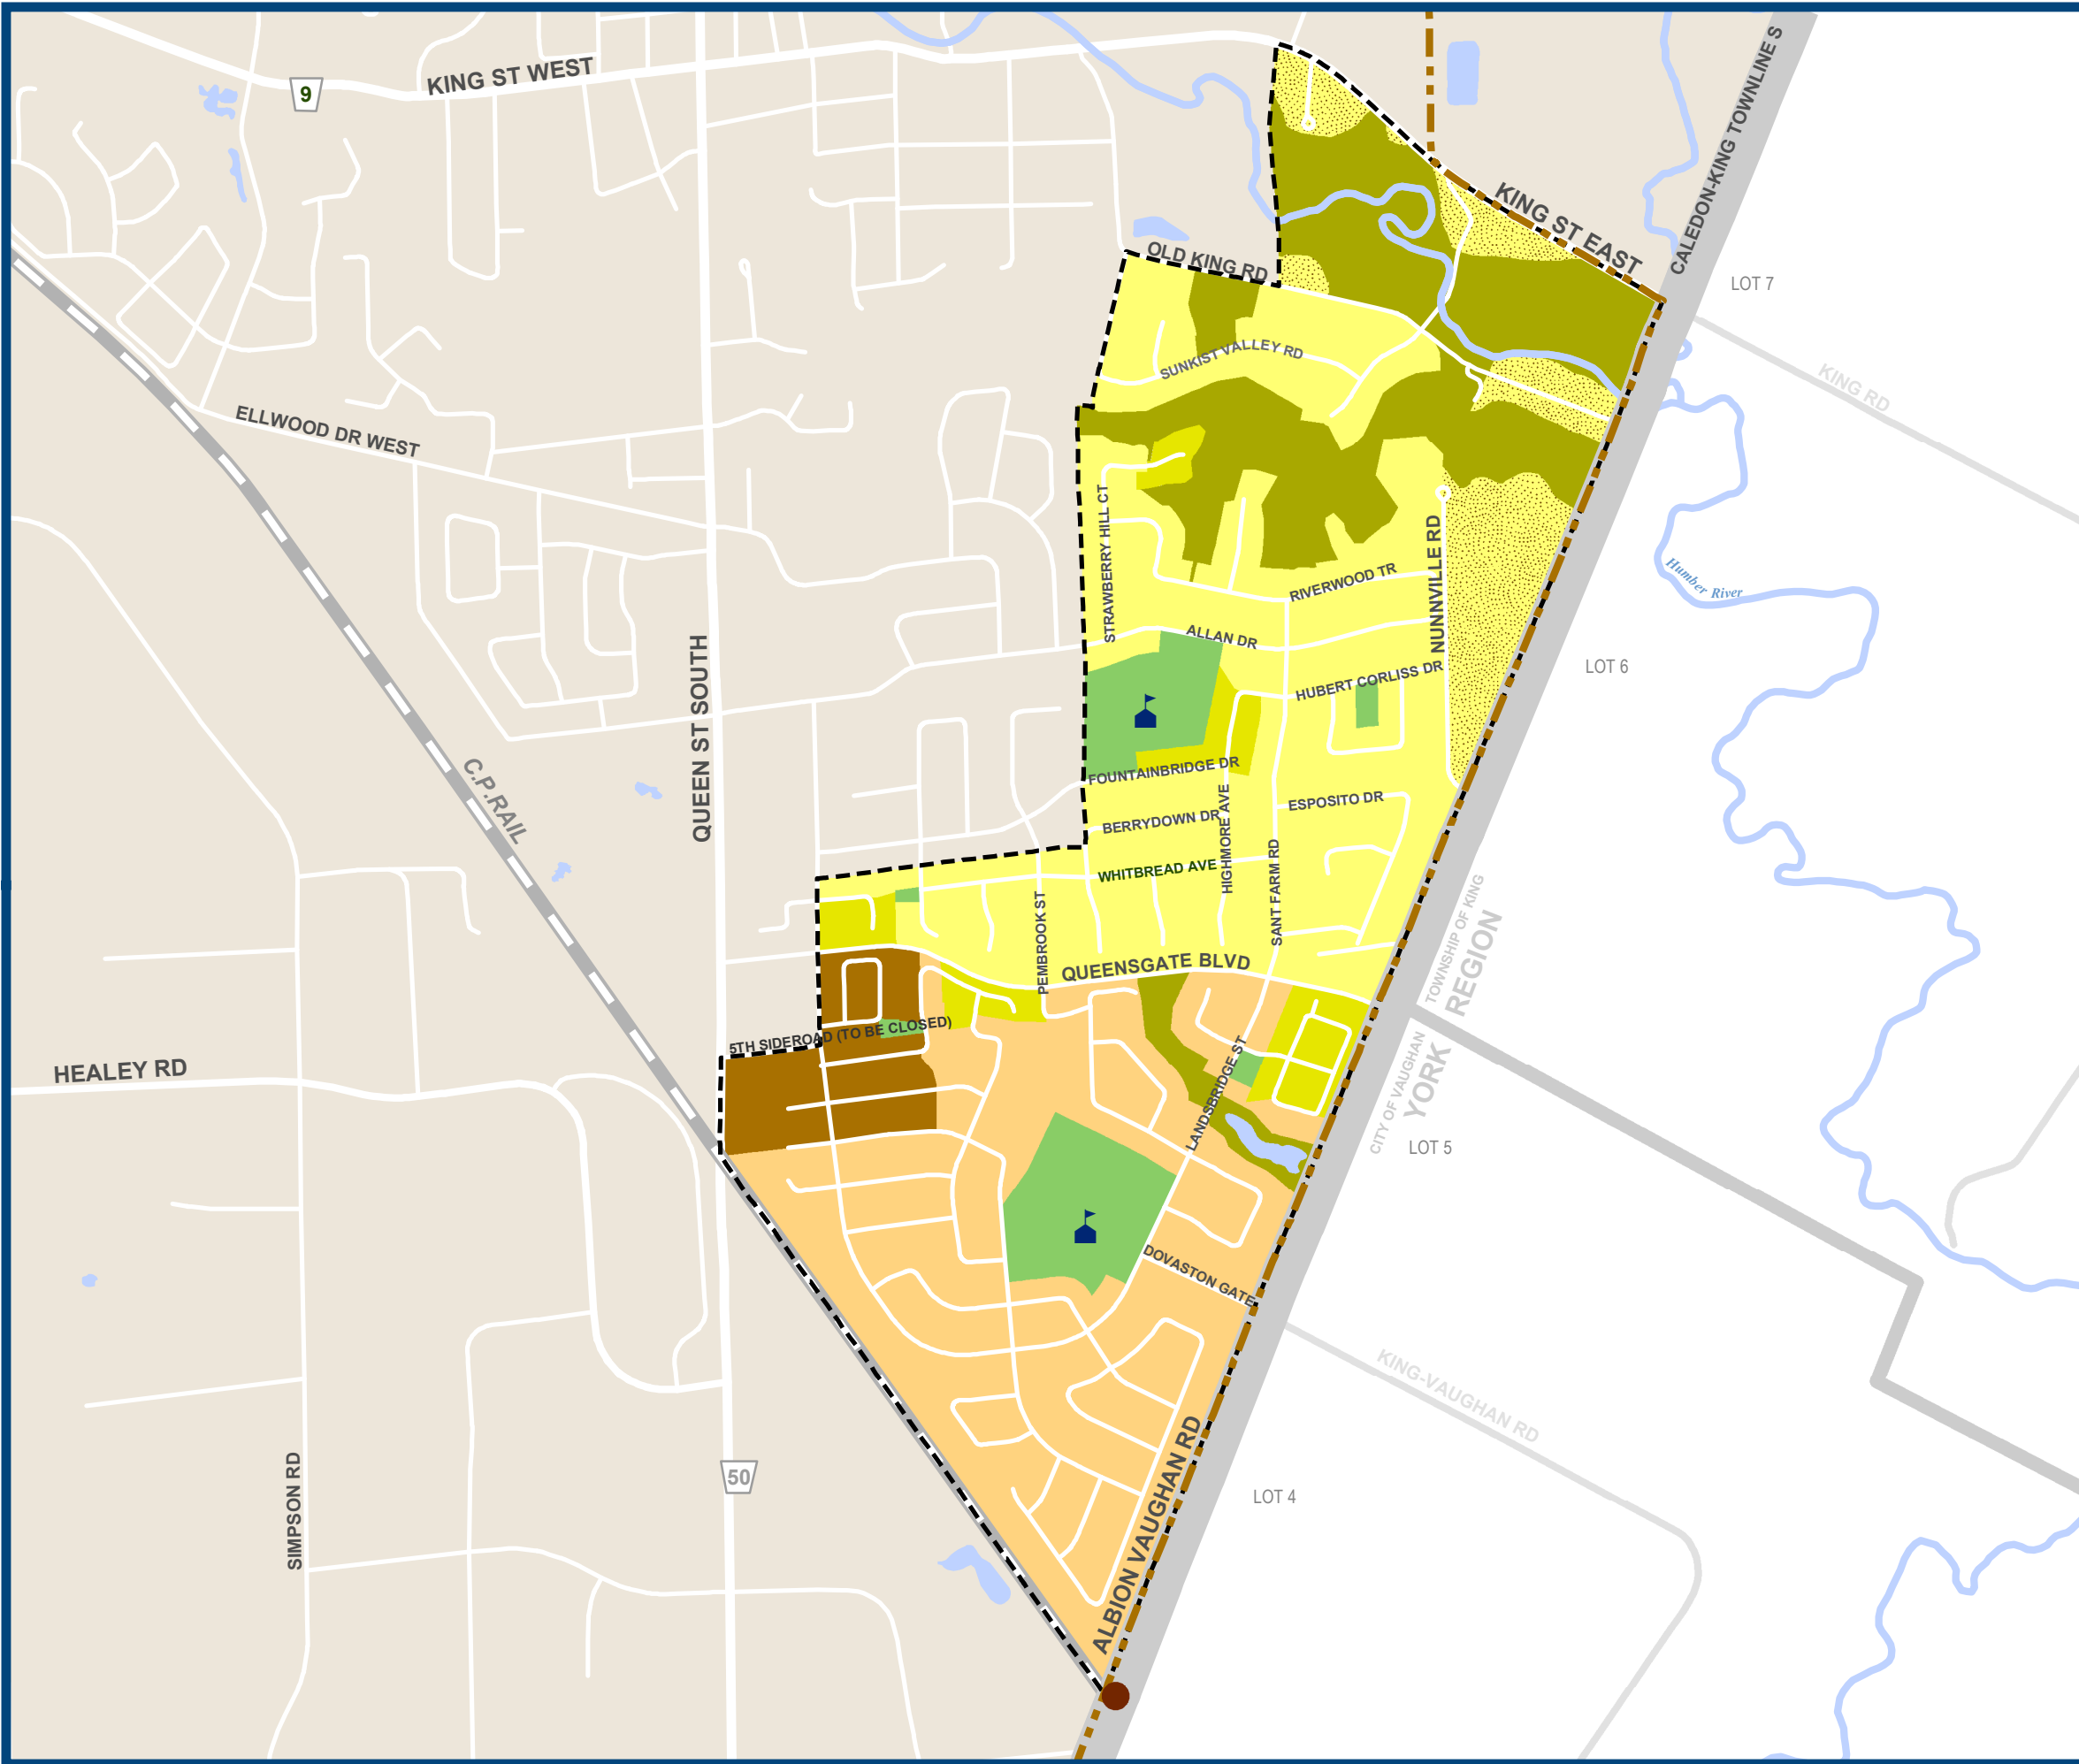 KING ST WEST
9
CALEDON-KING TOWNLINE S
KING ST EAST
OLD KING RD
LOT 7
SUNKIST VALLEY RD
KING RD
ELLWOOD DR WEST
STRAWBERRY HILL CT
NUNNVILLE RD
RIVERWOOD TR
Humber River
ALLAN DR
HUBERT CORLISS DR
LOT 6
QUEEN ST SOUTH
C.P.RAIL
FOUNTAINBRIDGE DR
ESPOSITO DR
BERRYDOWN DR
HIGHMORE AVE
WHITBREAD AVE
SANT FARM RD
PEMBROOK ST
QUEENSGATE BLVD
TOWNSHIP OF KING
REGION
5TH SIDEROAD (TO BE CLOSED)
HEALEY RD
LANDSBRIDGE ST
CITY OF VAUGHAN
YORK
LOT 5
DOVASTON GATE
KING-VAUGHAN RD
SIMPSON RD
50
ALBION VAUGHAN RD
LOT 4